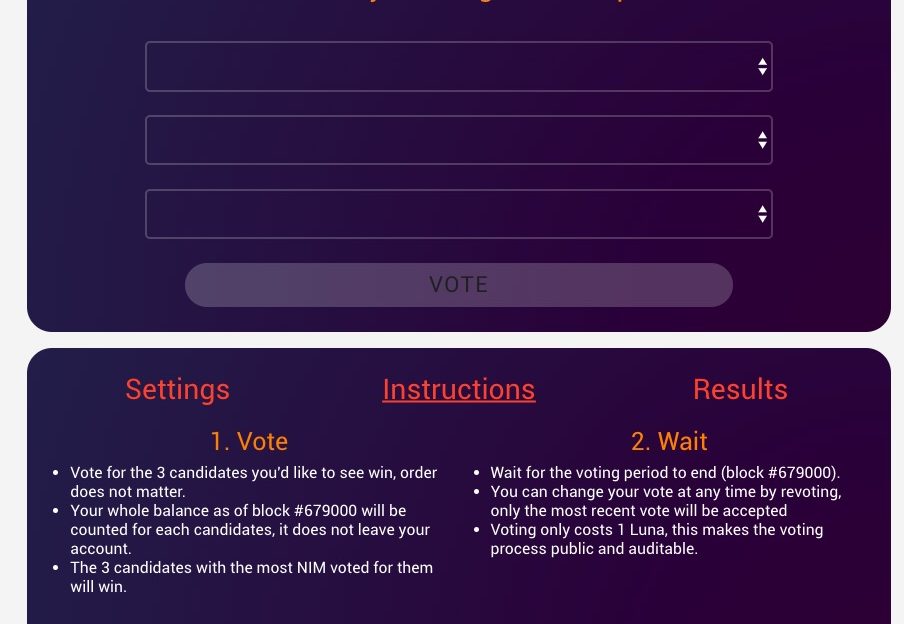 VOTE
Settings
Instructions
Results
1. Vote
• Vote for the 3 candidates you'd like to see win, order
does not matter.
• Your whole balance as of block #679000 will be
counted for each candidates, it does not leave your
account.
• The 3 candidates with the most NIM voted for them
will win.
2. Wait
• Wait for the voting period to end (block #679000).
• You can change your vote at any time by revoting,
only the most recent vote will be accepted
• Voting only costs 1 Luna, this makes the voting
process public and auditable.